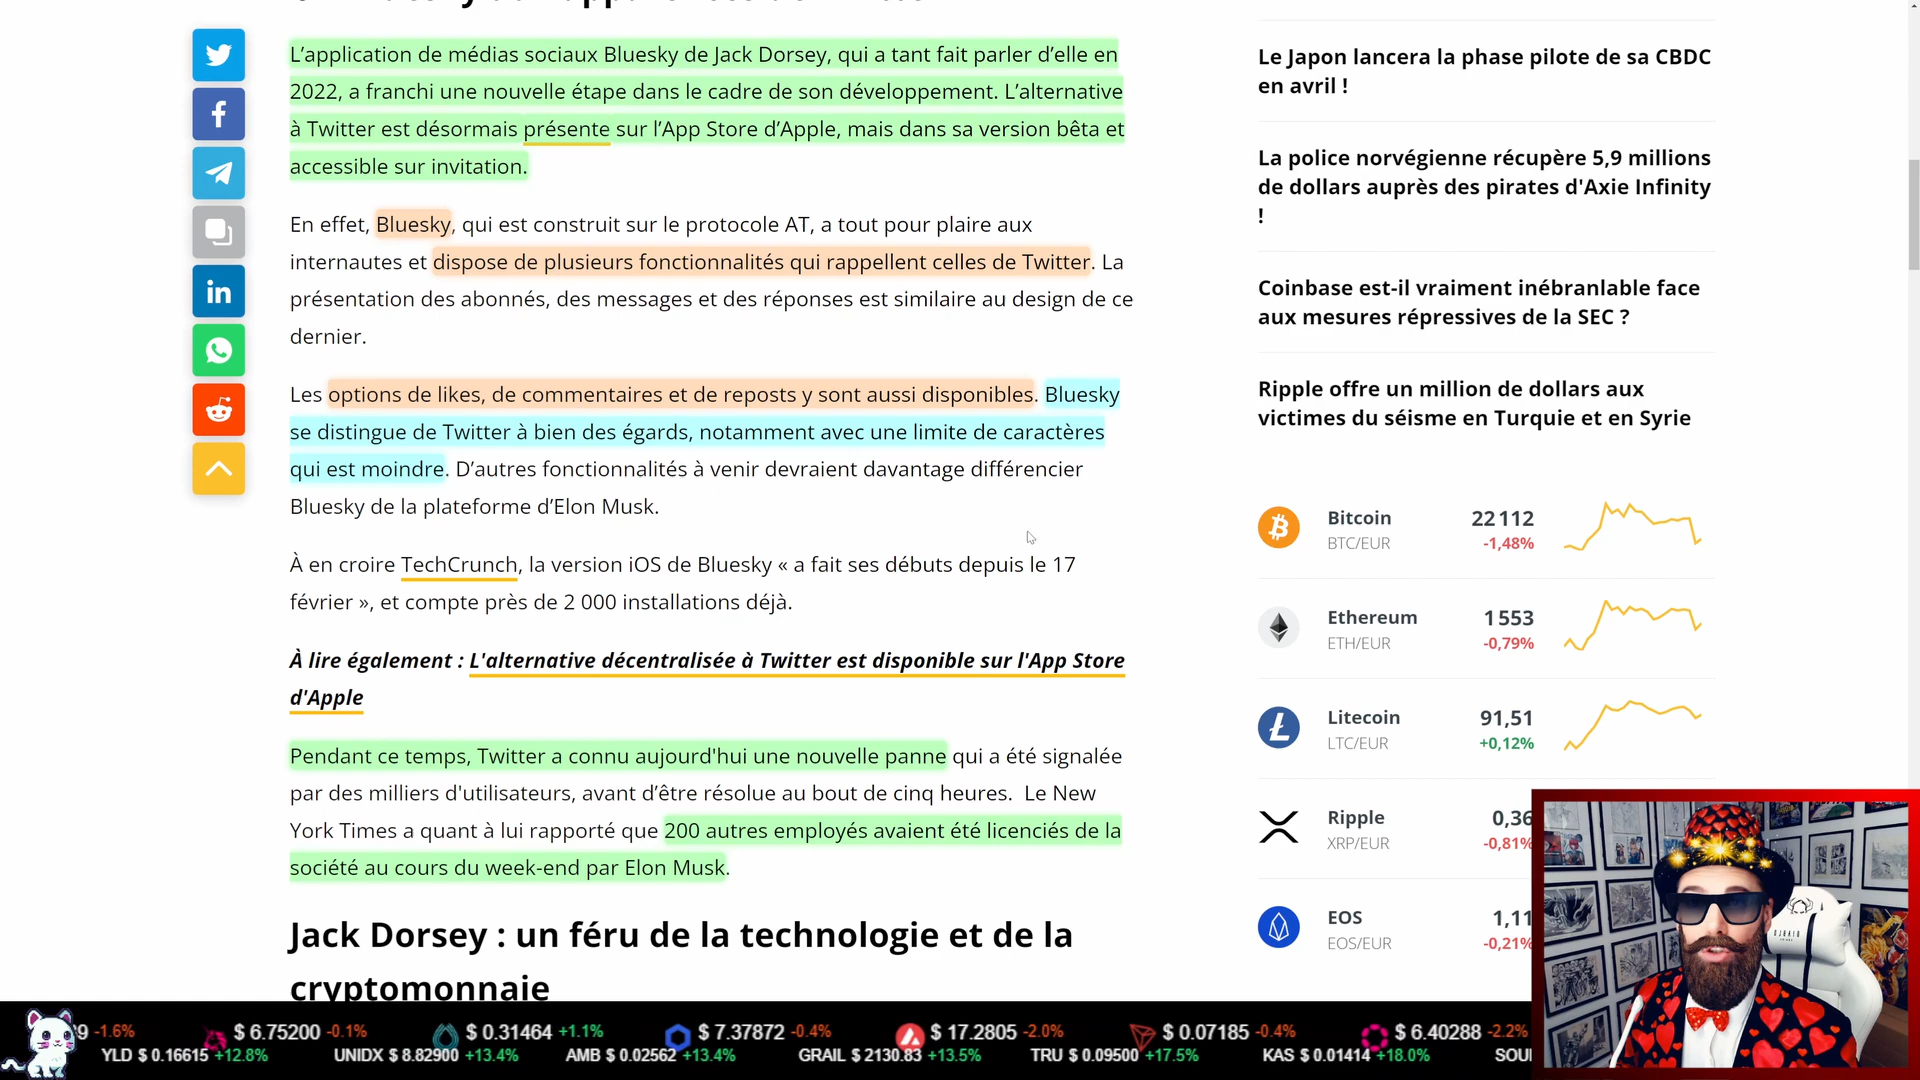 L’application de médias sociaux Bluesky de Jack Dorsey, qui a tant fait parler d’elle en
2022, a franchi une nouvelle étape dans le cadre de son développement. L’alternative
à Twitter est désormais présente sur l’App Store d’Apple, mais dans sa version bêta et
accessible sur invitation.
En effet, Bluesky, qui est construit sur le protocole AT, a tout pour plaire aux
internautes et dispose de plusieurs fonctionnalités qui rappellent celles de Twitter. La
présentation des abonnés, des messages et des réponses est similaire au design de ce
dernier.
Les options de likes, de commentaires et de reposts y sont aussi disponibles. Bluesky
se distingue de Twitter à bien des égards, notamment avec une limite de caractères
qui est moindre. D’autres fonctionnalités à venir devraient davantage différencier
Bluesky de la plateforme d’Elon Musk.
À en croire TechCrunch, la version iOS de Bluesky « a fait ses débuts depuis le 17
février », et compte près de 2 000 installations déjà.
À lire également : L'alternative décentralisée à Twitter est disponible sur l'App Store
d'Apple
Pendant ce temps, Twitter a connu aujourd'hui une nouvelle panne qui a été signalée
par des milliers d'utilisateurs, avant d’être résolue au bout de cinq heures. Le New
York Times a quant à lui rapporté que 200 autres employés avaient été licenciés de la
société au cours du week-end par Elon Musk.
Jack Dorsey : un féru de la technologie et de la
cryptomonnaie
Le Japon lancera la phase pilote de sa CBDC
en avril !
La police norvégienne récupère 5,9 millions
de dollars auprès des pirates d'Axie Infinity
!
Coinbase est-il vraiment inébranlable face
aux mesures répressives de la SEC ?
Ripple offre un million de dollars aux
victimes du séisme en Turquie et en Syrie
Bitcoin 22 112
BTC/EUR -1,48%
Ethereum 1 553
ETH/EUR -0,79%
Litecoin 91,51
LTC/EUR +0,12%
Ripple 0,36
XRP/EUR -0,81%
EOS 1,11
EOS/EUR -0,21%
-1.6% $ 6.75200 -0.1% $ 0.31464 +1.1% $ 7.37872 -0.4% $ 17.2805 -2.0% $ 0.07185 -0.4% $ 6.40288 -2.2%
YLD $ 0.16615 +12.8% UNIDX $ 8.82900 +13.4% AMB $ 0.02562 +13.4% GRAIL $ 2130.83 +13.5% TRU $ 0.09500 +17.5% KAS $ 0.01414 +18.0% SOU